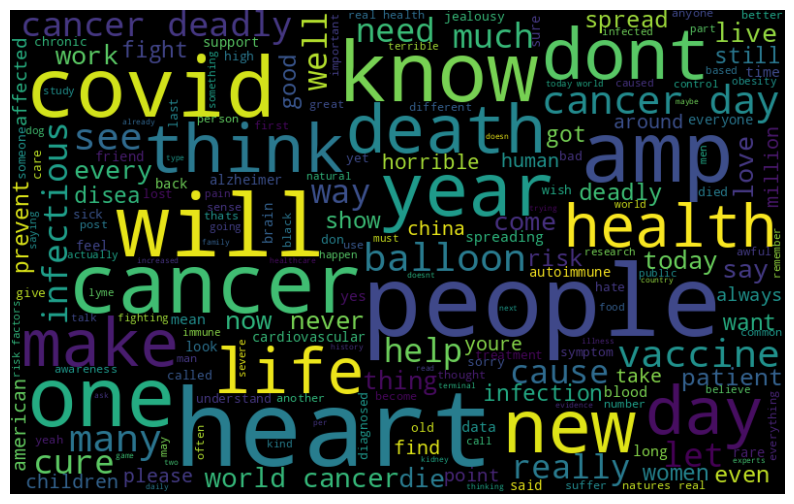 cancer deadly
work
fight
good
well
need
much
spread
live
still
covid
know
dont
cancer day
think
death
see
infectious
every
disea
prevent
affected
someone
year
amp
love
million
horrible
human
got
around
everyone
deadly
way
show
china
come
will
balloon
risk
health
today
say
always
want
cancer
people
spreading
autoimmune
now
never
make
life
help
youre
cause
vaccine
thing
take
patient
infection
one
heart
new
day
let
american
many
cure
children
please
world cancer
die
find
point
really
women
even
chronic
support
real health
jealousy
terrible
important
sure
infected
anyone
better
part
study
something
high
based
today world
caused
control
time
obesity
dog
already
person
great
different
last
first
doesn
maybe
men
care
type
friend
yet
bad
natural
back
alzheimer
wish
died
lost
pain
brain
black
sick
post
sense
thats
going
feel
saying
actually
don
use
happen
must
trying
world
awful
research
public
remember
family
increased
healthcare
hate
food
doesnt
country
give
lyme
yes
next
talk
fighting
mean
immune
cardiovascular
symptom
common
risk factors
look
man
history
sorry
treatment
illness
awareness
called
severe
thought
read
become
believe
understand
another
diagnosed
terminal
blood
number
everything
yeah
ask
often
kind
per
old
data
evidence
long
rare
may
game
two
call
kidney
said
suffer
natures real
experts
daily
thinking